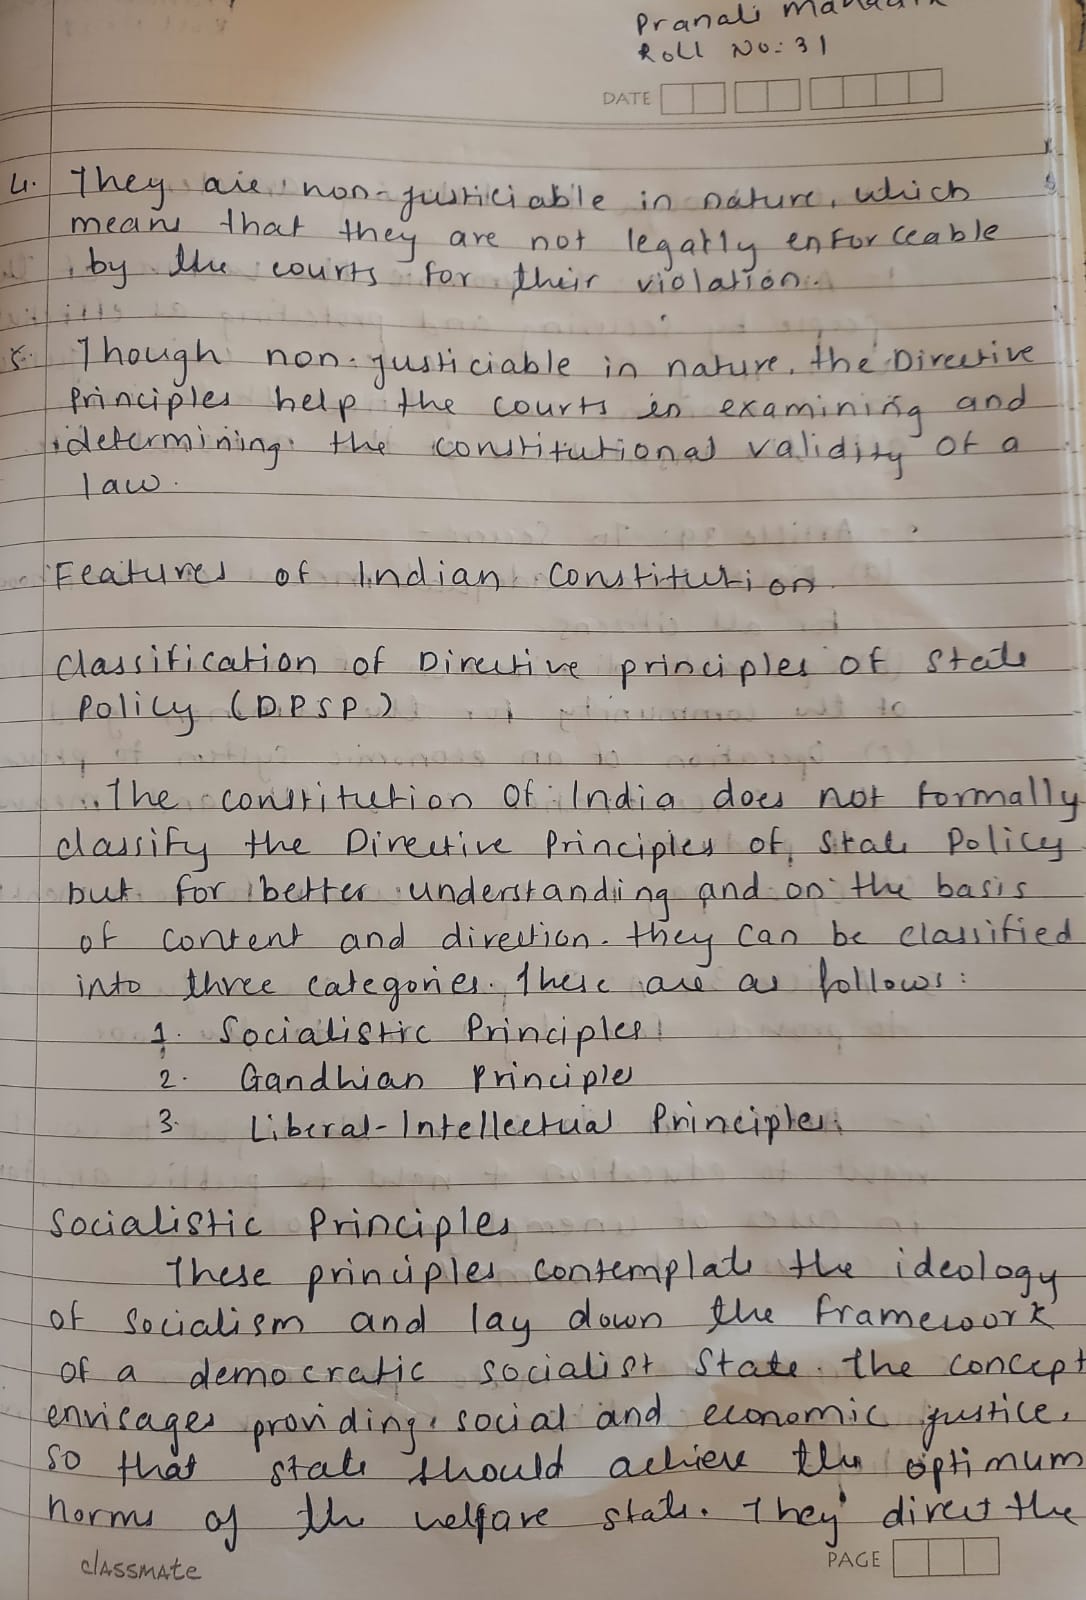 Pranali
Roll No: 31
DATE
4. They are non-justiciable in nature, which
means that they are not legally enforceable
by the courts for their violation.
5. Though non-justiciable in nature, the Directive
Principles help the courts in examining and
determining the constitutional validity of a
law.
Features of Indian Constitution
Classification of Directive principles of State
Policy (DPSP)
The constitution of India does not formally
classify the Directive Principles of State Policy
but for better understanding and on the basis
of content and direction. they can be classified
into three categories. These are as follows:
1. Socialistic Principles
2. Gandhian Principles
3. Liberal-Intellectual Principles
Socialistic Principles
These principles contemplate the ideology
of socialism and lay down the framework
of a democratic socialist State. the concept
envisages providing social and economic justice,
so that state should achieve the optimum
norms of the welfare state. They direct the
classmate
PAGE